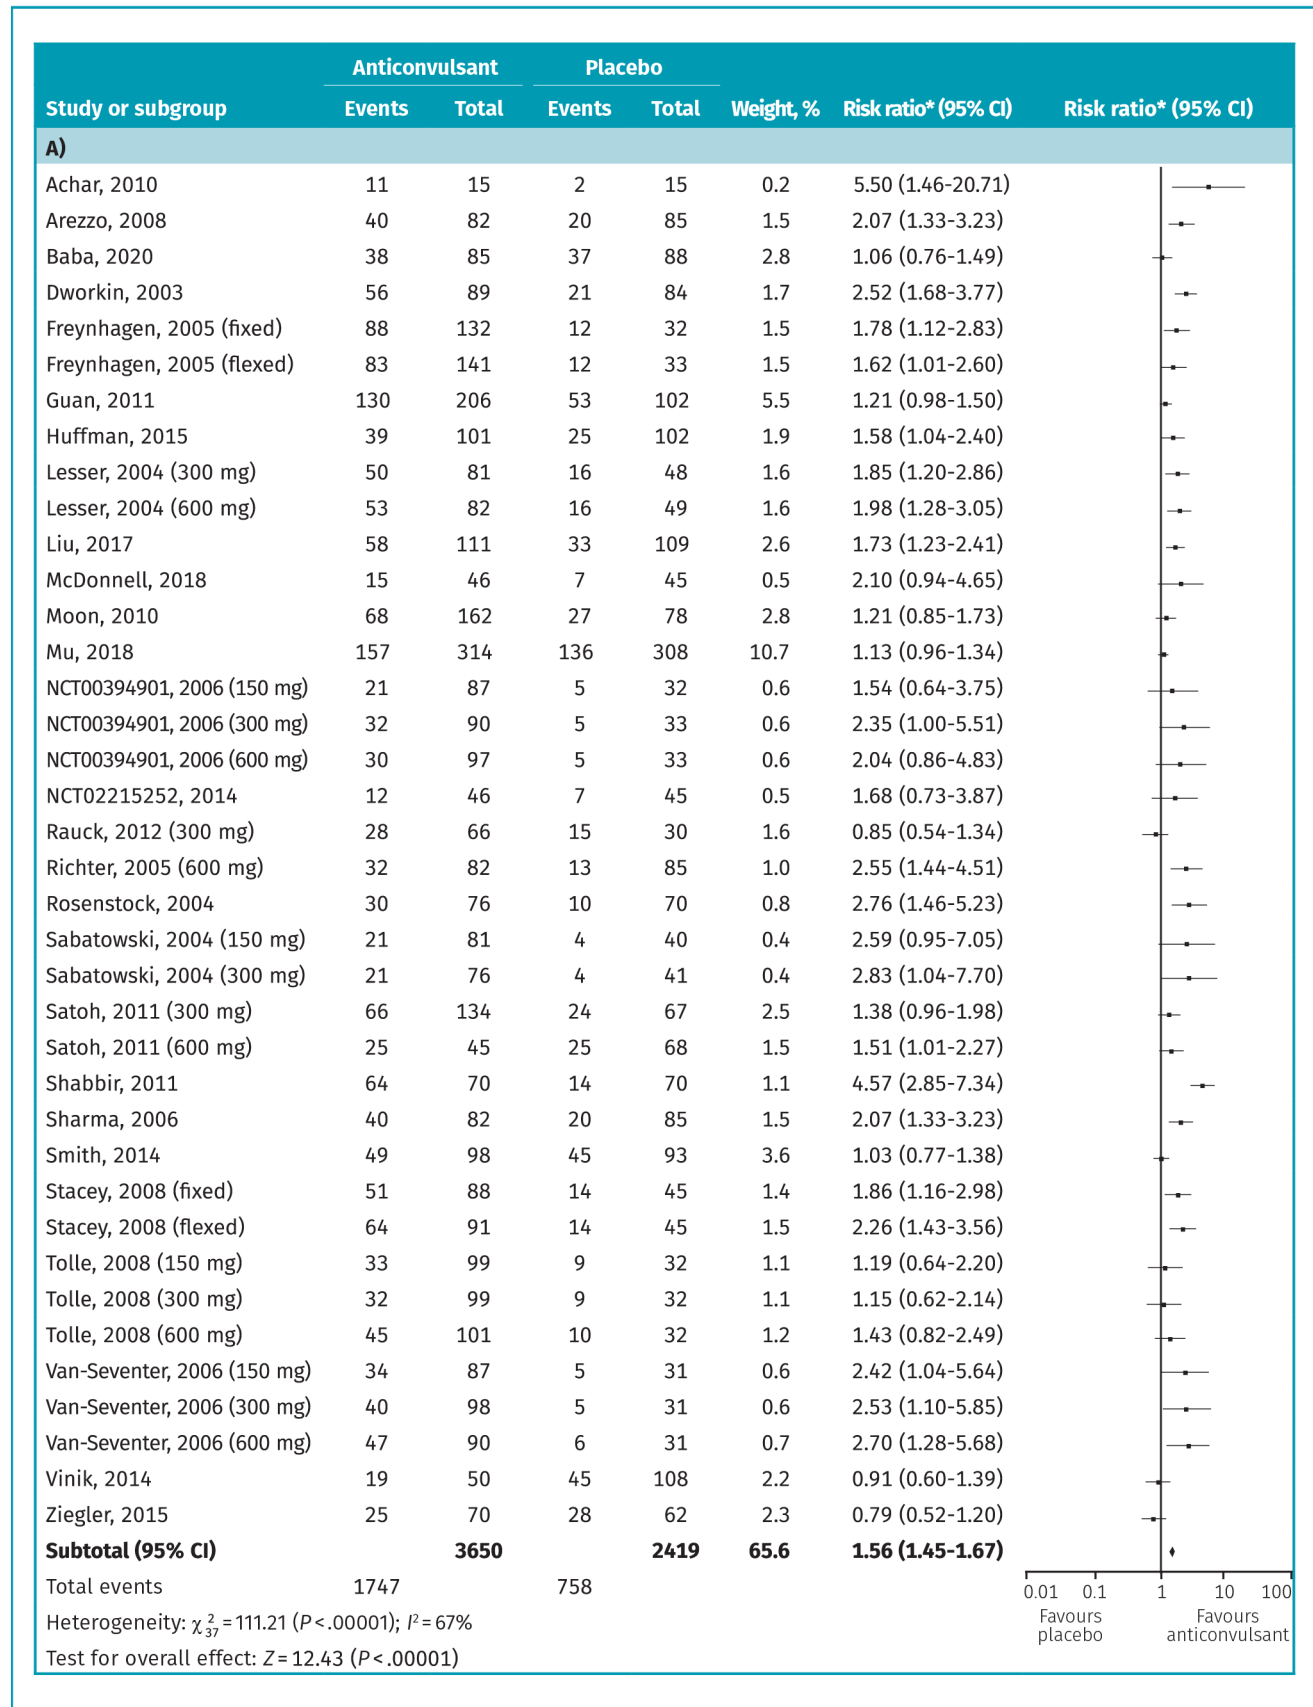 Anticonvulsant Placebo
Study or subgroup Events Total Events Total Weight, % Risk ratio* (95% CI) Risk ratio* (95% CI)
A)
Achar, 2010 11 15 2 15 0.2 5.50 (1.46-20.71)
Arezzo, 2008 40 82 20 85 1.5 2.07 (1.33-3.23)
Baba, 2020 38 85 37 88 2.8 1.06 (0.76-1.49)
Dworkin, 2003 56 89 21 84 1.7 2.52 (1.68-3.77)
Freynhagen, 2005 (fixed) 88 132 12 32 1.5 1.78 (1.12-2.83)
Freynhagen, 2005 (flexed) 83 141 12 33 1.5 1.62 (1.01-2.60)
Guan, 2011 130 206 53 102 5.5 1.21 (0.98-1.50)
Huffman, 2015 39 101 25 102 1.9 1.58 (1.04-2.40)
Lesser, 2004 (300 mg) 50 81 16 48 1.6 1.85 (1.20-2.86)
Lesser, 2004 (600 mg) 53 82 16 49 1.6 1.98 (1.28-3.05)
Liu, 2017 58 111 33 109 2.6 1.73 (1.23-2.41)
McDonnell, 2018 15 46 7 45 0.5 2.10 (0.94-4.65)
Moon, 2010 68 162 27 78 2.8 1.21 (0.85-1.73)
Mu, 2018 157 314 136 308 10.7 1.13 (0.96-1.34)
NCT00394901, 2006 (150 mg) 21 87 5 32 0.6 1.54 (0.64-3.75)
NCT00394901, 2006 (300 mg) 32 90 5 33 0.6 2.35 (1.00-5.51)
NCT00394901, 2006 (600 mg) 30 97 5 33 0.6 2.04 (0.86-4.83)
NCT02215252, 2014 12 46 7 45 0.5 1.68 (0.73-3.87)
Rauck, 2012 (300 mg) 28 66 15 30 1.6 0.85 (0.54-1.34)
Richter, 2005 (600 mg) 32 82 13 85 1.0 2.55 (1.44-4.51)
Rosenstock, 2004 30 76 10 70 0.8 2.76 (1.46-5.23)
Sabatowski, 2004 (150 mg) 21 81 4 40 0.4 2.59 (0.95-7.05)
Sabatowski, 2004 (300 mg) 21 76 4 41 0.4 2.83 (1.04-7.70)
Satoh, 2011 (300 mg) 66 134 24 67 2.5 1.38 (0.96-1.98)
Satoh, 2011 (600 mg) 25 45 25 68 1.5 1.51 (1.01-2.27)
Shabbir, 2011 64 70 14 70 1.1 4.57 (2.85-7.34)
Sharma, 2006 40 82 20 85 1.5 2.07 (1.33-3.23)
Smith, 2014 49 98 45 93 3.6 1.03 (0.77-1.38)
Stacey, 2008 (fixed) 51 88 14 45 1.4 1.86 (1.16-2.98)
Stacey, 2008 (flexed) 64 91 14 45 1.5 2.26 (1.43-3.56)
Tolle, 2008 (150 mg) 33 99 9 32 1.1 1.19 (0.64-2.20)
Tolle, 2008 (300 mg) 32 99 9 32 1.1 1.15 (0.62-2.14)
Tolle, 2008 (600 mg) 45 101 10 32 1.2 1.43 (0.82-2.49)
Van-Seventer, 2006 (150 mg) 34 87 5 31 0.6 2.42 (1.04-5.64)
Van-Seventer, 2006 (300 mg) 40 98 5 31 0.6 2.53 (1.10-5.85)
Van-Seventer, 2006 (600 mg) 47 90 6 31 0.7 2.70 (1.28-5.68)
Vinik, 2014 19 50 45 108 2.2 0.91 (0.60-1.39)
Ziegler, 2015 25 70 28 62 2.3 0.79 (0.52-1.20)
Subtotal (95% CI) 3650 2419 65.6 1.56 (1.45-1.67)
Total events 1747 758
0.01 0.1 1 10 100
Heterogeneity: χ²₃₇ = 111.21 (P < .00001); I² = 67%
Favours placebo Favours anticonvulsant
Test for overall effect: Z = 12.43 (P < .00001)